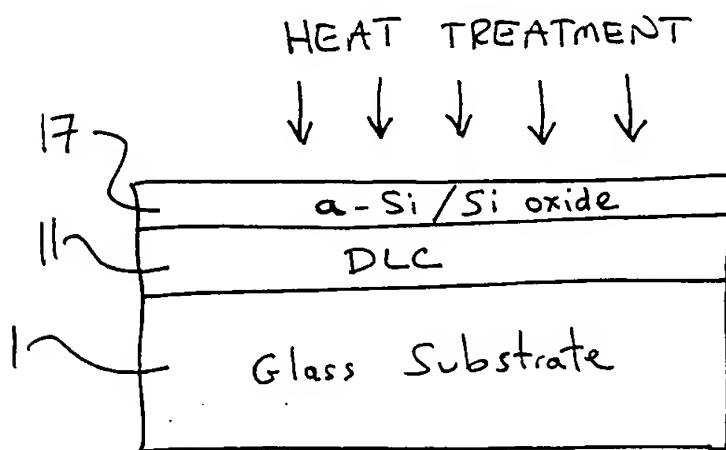 HEAT TREATMENT
17
a-Si/Si oxide
11
DLC
1
Glass Substrate